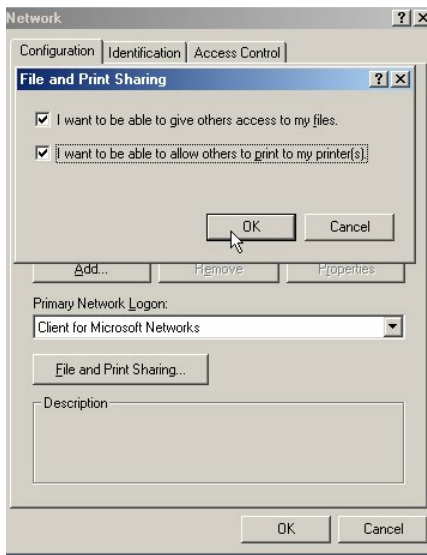 Network
Configuration Identification Access Control
File and Print Sharing
I want to be able to give others access to my files.
I want to be able to allow others to print to my printer(s).
OK Cancel
Add... Remove Properties
Primary Network Logon:
Client for Microsoft Networks
File and Print Sharing...
Description
OK Cancel